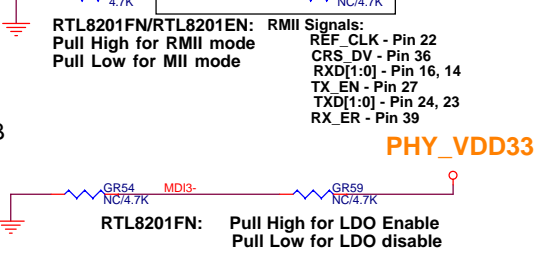 4.7K
NC/4.7K
RTL8201FN/RTL8201EN:
Pull High for RMII mode
Pull Low for MII mode
RMII Signals:
REF_CLK - Pin 22
CRS_DV - Pin 36
RXD[1:0] - Pin 16, 14
TX_EN - Pin 27
TXD[1:0] - Pin 24, 23
RX_ER - Pin 39
PHY_VDD33
GR54
NC/4.7K
MDI3-
GR59
NC/4.7K
RTL8201FN: Pull High for LDO Enable
Pull Low for LDO disable